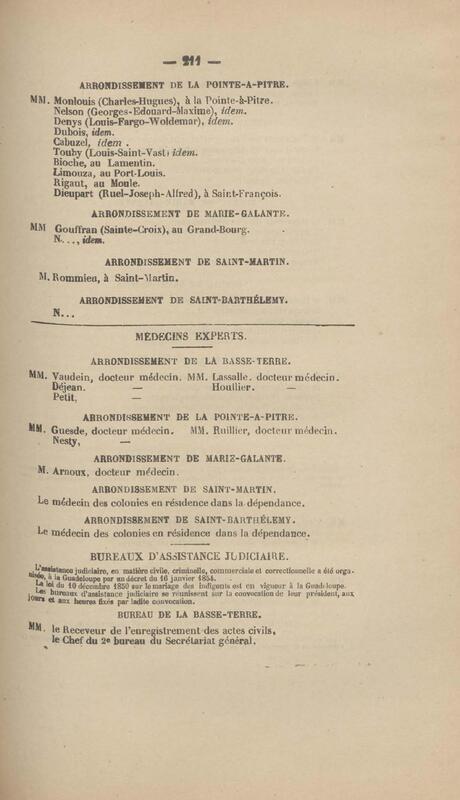 — 211 —
ARRONDISSEMENT DE LA POINTE-A-PITRE.
MM. Monlouis (Charles-Hugues), à la Pointe-à-Pitre.
Nelson (Georges-Edouard-Maxime), idem.
Denys (Louis-Fargo-Woldemar), idem.
Dubois, idem.
Cabuzel, idem .
Touby (Louis-Saint-Vast) idem.
Bioche, au Lamentin.
Limouza, au Port-Louis.
Rigaut, au Moule.
Dieupart (Ruel-Joseph-Alfred), à Saint-François.
ARRONDISSEMENT DE MARIE-GALANTE.
MM Gouffran (Sainte-Croix), au Grand-Bourg.
N..., idem.
ARRONDISSEMENT DE SAINT-MARTIN.
M. Rommieu, à Saint-Martin.
ARRONDISSEMENT DE SAINT-BARTHÉLEMY.
N...
MÉDECINS EXPERTS.
ARRONDISSEMENT DE LA BASSE-TERRE.
MM. Vaudein, docteur médecin. MM. Lassalle. docteur médecin.
Déjean. — Houllier. —
Petit, —
ARRONDISSEMENT DE LA POINTE-A-PITRE.
MM. Guesde, docteur médecin. MM. Ruillier, docteur médecin.
Nesty, —
ARRONDISSEMENT DE MARIZ-GALANTE.
M. Arnoux, docteur médecin.
ARRONDISSEMENT DE SAINT-MARTIN.
Le médecin des colonies en résidence dans la dépendance.
ARRONDISSEMENT DE SAINT-BARTHÉLEMY.
Le médecin des colonies en résidence dans la dépendance.
BUREAUX D'ASSISTANCE JUDICIAIRE.
L'assistance judiciaire, en matière civile, criminelle, commerciale et correctionnelle a été orga-
nisée, à la Guadeloupe par un décret du 16 janvier 1854.
La loi du 10 décembre 1850 sur le mariage des indigents est en vigueur à la Guadeloupe.
Les bureaux d'assistance judiciaire se réunissent sur la convocation de leur président, aux
jours et aux heures fixés par ladite convocation.
BUREAU DE LA BASSE-TERRE.
MM. le Receveur de l'enregistrement des actes civils,
le Chef du 2e bureau du Secrétariat général.